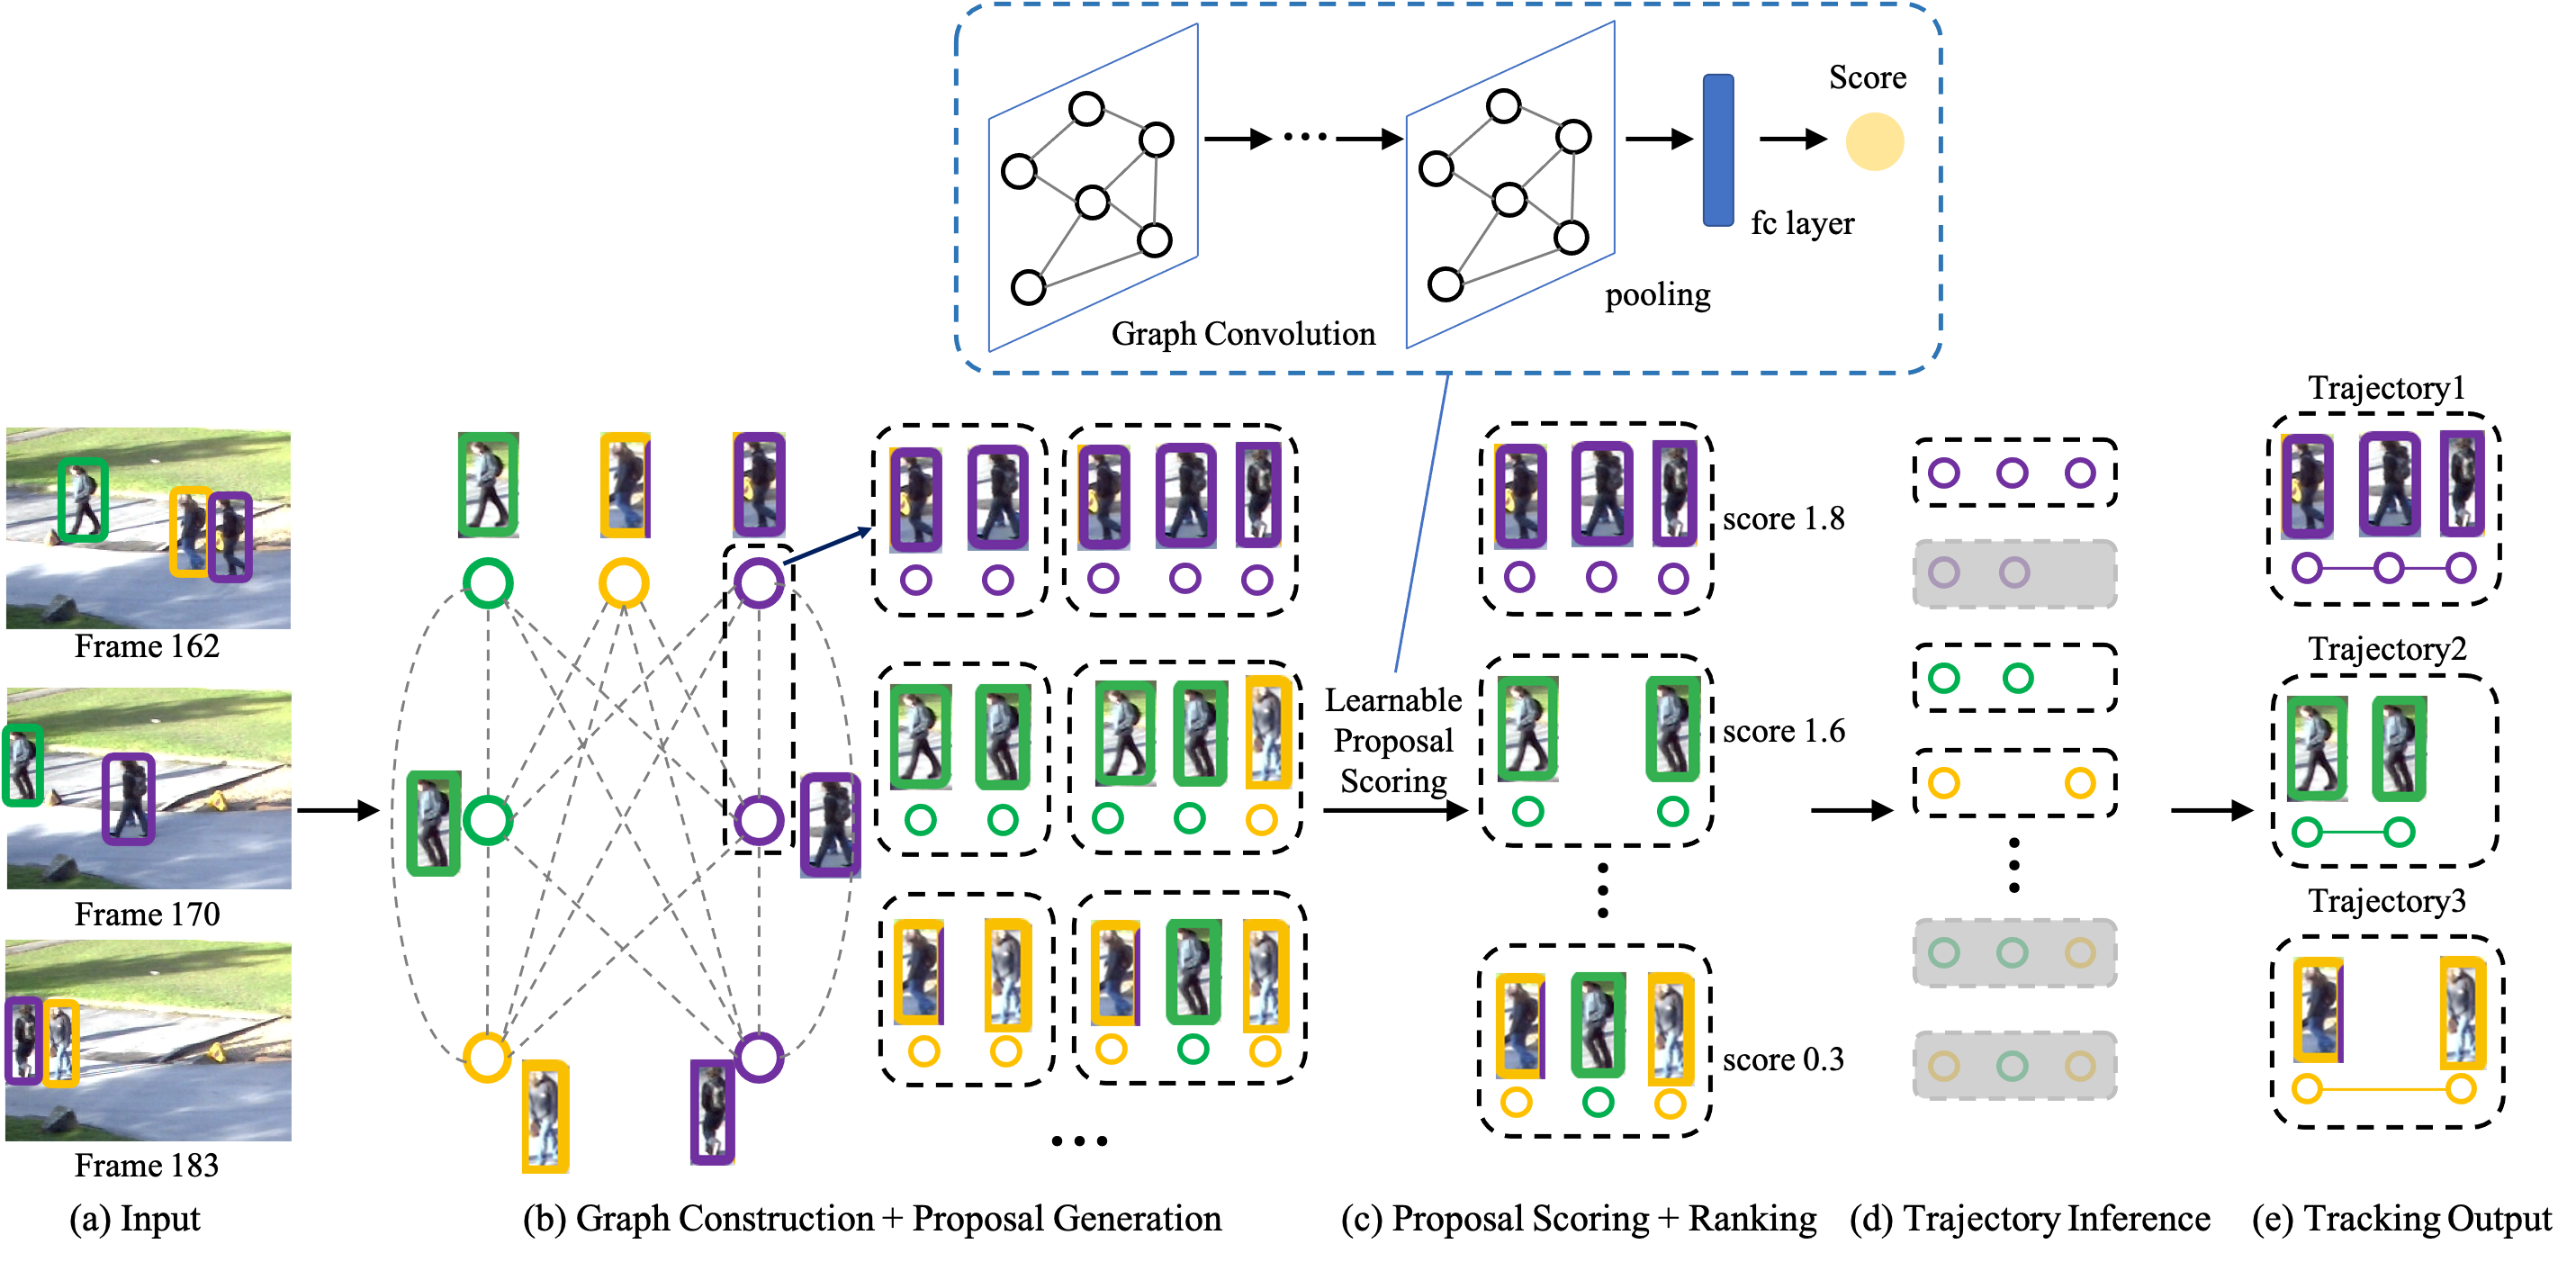 Score
fc layer
pooling
Graph Convolution
Frame 162
Frame 170
Frame 183
Learnable
Proposal
Scoring
score 1.8
score 1.6
score 0.3
Trajectory1
Trajectory2
Trajectory3
(a) Input
(b) Graph Construction + Proposal Generation
(c) Proposal Scoring + Ranking
(d) Trajectory Inference
(e) Tracking Output